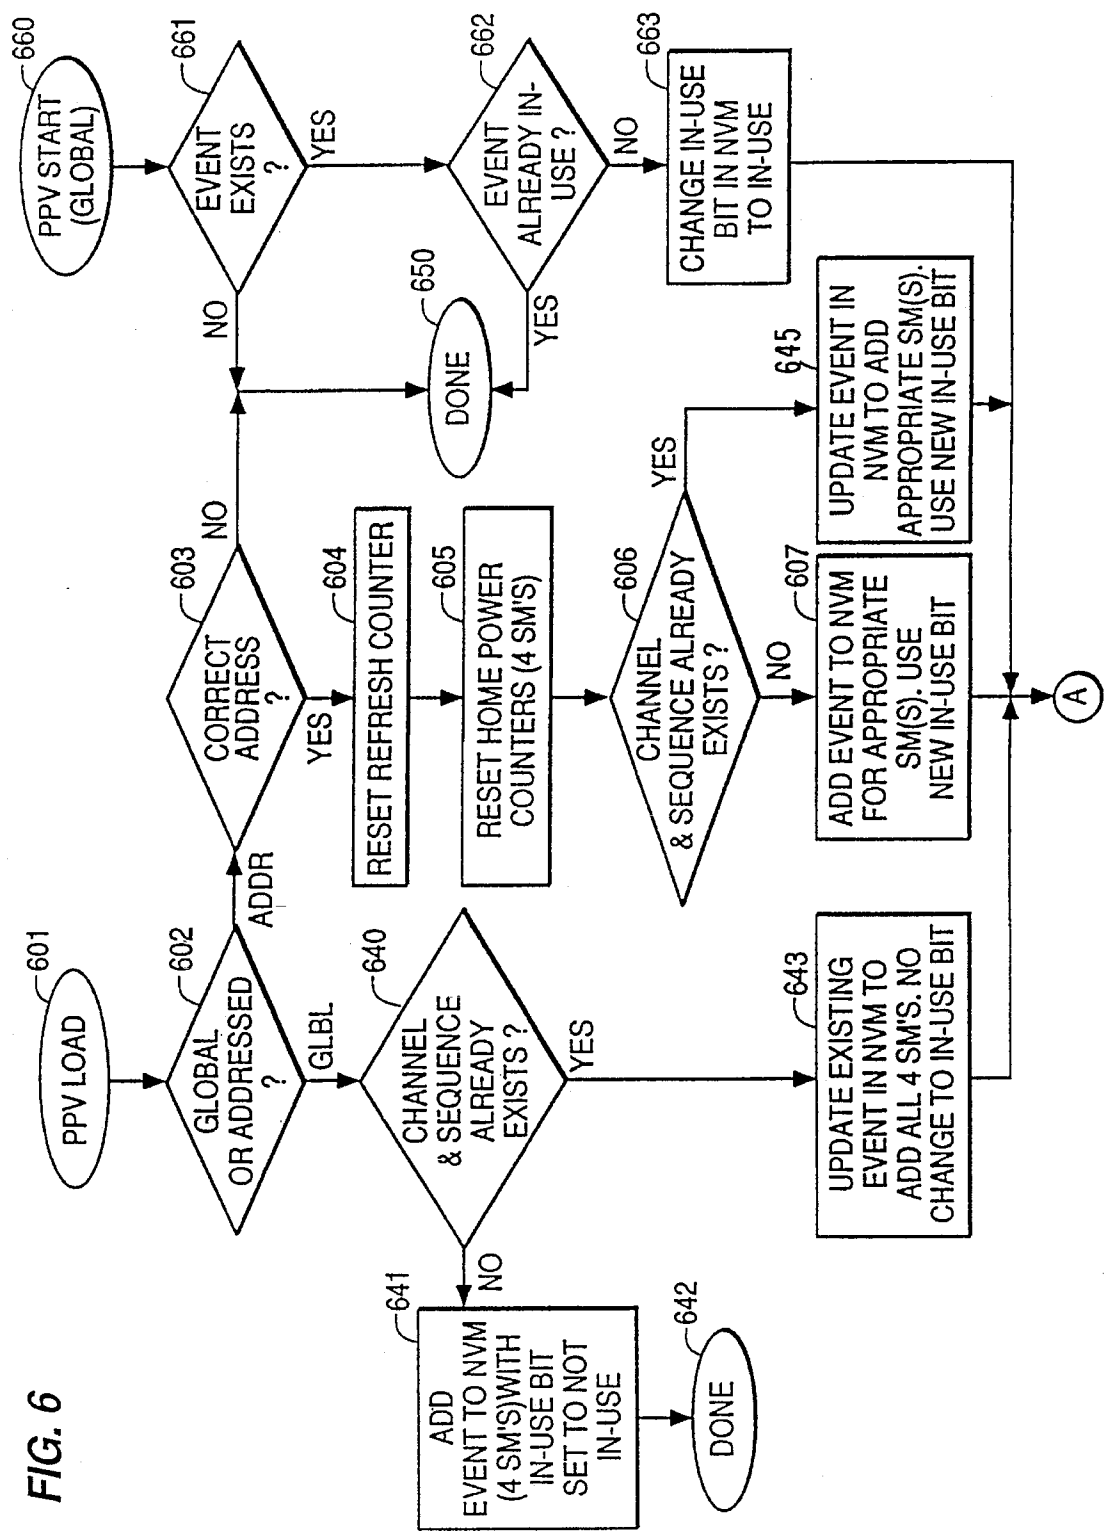 FIG. 6
601
PPV LOAD
602
GLOBAL
OR ADDRESSED
?
ADDR
GLBL
603
CORRECT
ADDRESS
?
NO
YES
604
RESET REFRESH COUNTER
605
RESET HOME POWER
COUNTERS (4 SM'S)
606
CHANNEL
& SEQUENCE ALREADY
EXISTS ?
YES
NO
607
ADD EVENT TO NVM
FOR APPROPRIATE
SM(S). USE
NEW IN-USE BIT
645
UPDATE EVENT IN
NVM TO ADD
APPROPRIATE SM(S).
USE NEW IN-USE BIT
640
CHANNEL
& SEQUENCE
ALREADY
EXISTS ?
NO
YES
641
ADD
EVENT TO NVM
(4 SM'S)WITH
IN-USE BIT
SET TO NOT
IN-USE
642
DONE
643
UPDATE EXISTING
EVENT IN NVM TO
ADD ALL 4 SM'S. NO
CHANGE TO IN-USE BIT
660
PPV START
(GLOBAL)
661
EVENT
EXISTS
?
NO
YES
650
DONE
662
EVENT
ALREADY IN-
USE ?
YES
NO
663
CHANGE IN-USE
BIT IN NVM
TO IN-USE
A